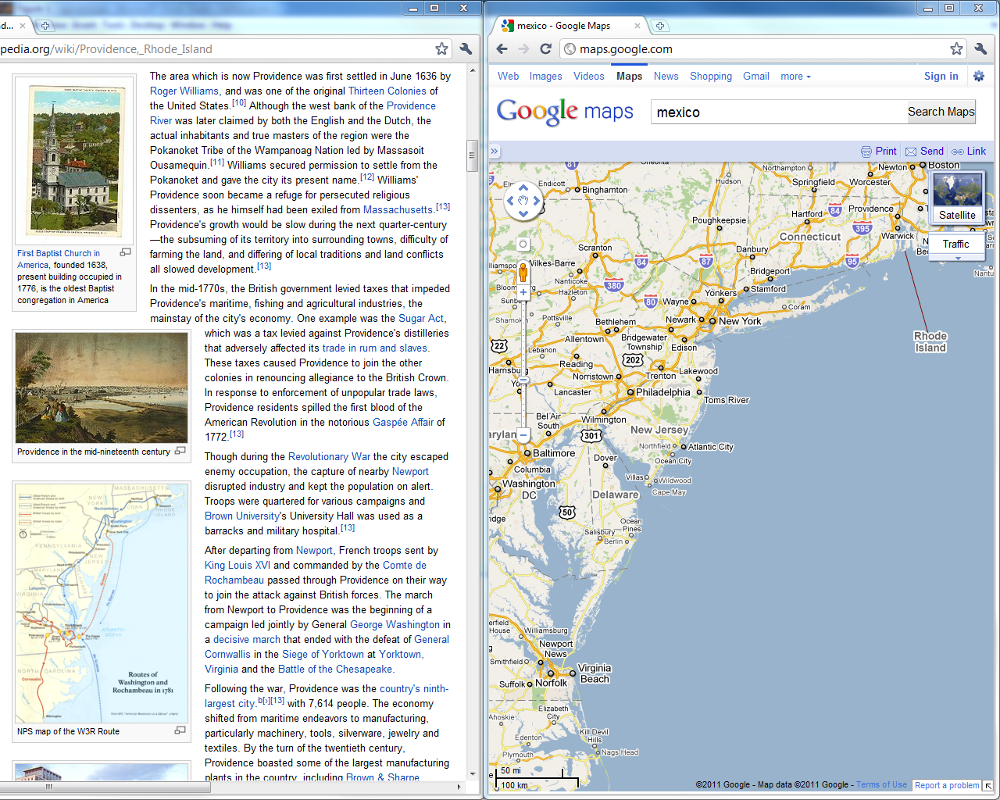 d...
pedia.org/wiki/Providence,_Rhode_Island
The area which is now Providence was first settled in June 1636 by
Roger Williams, and was one of the original Thirteen Colonies of
the United States.[10] Although the west bank of the Providence
River was later claimed by both the English and the Dutch, the
actual inhabitants and true masters of the region were the
Pokanoket Tribe of the Wampanoag Nation led by Massasoit
Ousamequin.[11] Williams secured permission to settle from the
Pokanoket and gave the city its present name.[12] Williams'
Providence soon became a refuge for persecuted religious
dissenters, as he himself had been exiled from Massachusetts.[13]
Providence's growth would be slow during the next quarter-century
—the subsuming of its territory into surrounding towns, difficulty of
farming the land, and differing of local traditions and land conflicts
all slowed development.[13]
First Baptist Church in
America, founded 1638,
present building occupied in
1776, is the oldest Baptist
congregation in America
In the mid-1770s, the British government levied taxes that impeded
Providence's maritime, fishing and agricultural industries, the
mainstay of the city's economy. One example was the Sugar Act,
which was a tax levied against Providence's distilleries
that adversely affected its trade in rum and slaves.
These taxes caused Providence to join the other
colonies in renouncing allegiance to the British Crown.
In response to enforcement of unpopular trade laws,
Providence residents spilled the first blood of the
American Revolution in the notorious Gaspée Affair of
1772.[13]
Providence in the mid-nineteenth century
Though during the Revolutionary War the city escaped
enemy occupation, the capture of nearby Newport
disrupted industry and kept the population on alert.
Troops were quartered for various campaigns and
Brown University's University Hall was used as a
barracks and military hospital.[13]
After departing from Newport, French troops sent by
King Louis XVI and commanded by the Comte de
Rochambeau passed through Providence on their way
to join the attack against British forces. The march
from Newport to Providence was the beginning of a
campaign led jointly by General George Washington in
a decisive march that ended with the defeat of General
Cornwallis in the Siege of Yorktown at Yorktown,
Virginia and the Battle of the Chesapeake.
Routes of
Washington and
Rochambeau in 1781
NPS map of the W3R Route
Following the war, Providence was the country's ninth-
largest city.b[›][13] with 7,614 people. The economy
shifted from maritime endeavors to manufacturing,
particularly machinery, tools, silverware, jewelry and
textiles. By the turn of the twentieth century,
Providence boasted some of the largest manufacturing
plants in the country, including Brown & Sharpe,
mexico - Google Maps
maps.google.com
Web Images Videos Maps News Shopping Gmail more Sign in
Google maps
mexico
Search Maps
» Print Send Link
Satellite
Traffic
Oneonta
Northampton
Newton
Boston
Endicott
Binghamton
Hudson
Springfield
Worcester
Hartford
84
Providence
Poughkeepsie
Connecticut
395
Warwick
Scranton
84
87
Danbury
95
Wilkes-Barre
Bridgeport
Nanticoke
380
Stamford
Hazleton
80
Wayne
Yonkers
Coram
Pottsville
Bethlehem
Newark
New York
Rhode
Island
Allentown
Bridgewater
Township
Edison
22
Lebanon
202
Reading
Lakewood
Harrisburg
Norristown
Trenton
Lancaster
Philadelphia
Toms River
Bel Air
South
Wilmington
New Jersey
301
Northfield
Atlantic City
Baltimore
Dover
Ocean City
Columbia
Villas
Wildwood
Washington
DC
Cape May
Delaware
50
Ocean
Pines
Salisbury
Berlin
Williamsburg
Newport
News
Smithfield
Virginia
Beach
Suffolk
Norfolk
Elizabeth
City
Ahoskie
Kill Devil
Hills
Edenton
Nags Head
Plymouth
50 mi
100 km
©2011 Google - Map data ©2011 Google - Terms of Use
Report a problem